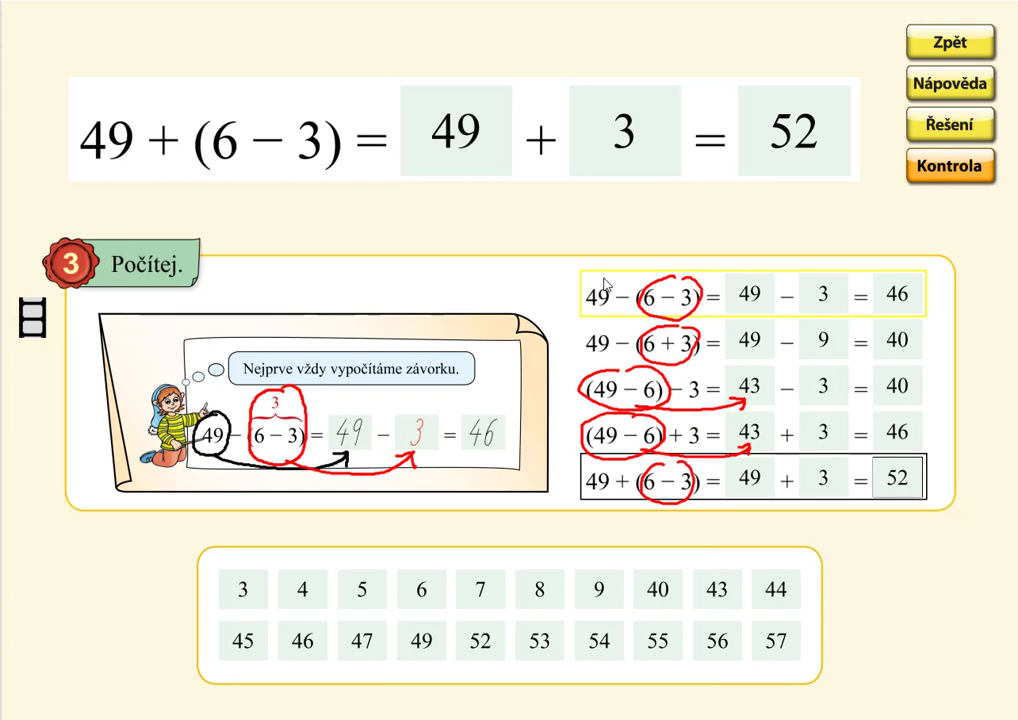 Zpět
Nápověda
Řešení
Kontrola
49 + (6 − 3) = 49 + 3 = 52
3 Počítej.
Nejprve vždy vypočítáme závorku.
3
49 − (6 − 3) = 49 − 3 = 46
49 − (6 − 3) = 49 − 3 = 46
49 − (6 + 3) = 49 − 9 = 40
(49 − 6) − 3 = 43 − 3 = 40
(49 − 6) + 3 = 43 + 3 = 46
49 + (6 − 3) = 49 + 3 = 52
3 4 5 6 7 8 9 40 43 44
45 46 47 49 52 53 54 55 56 57